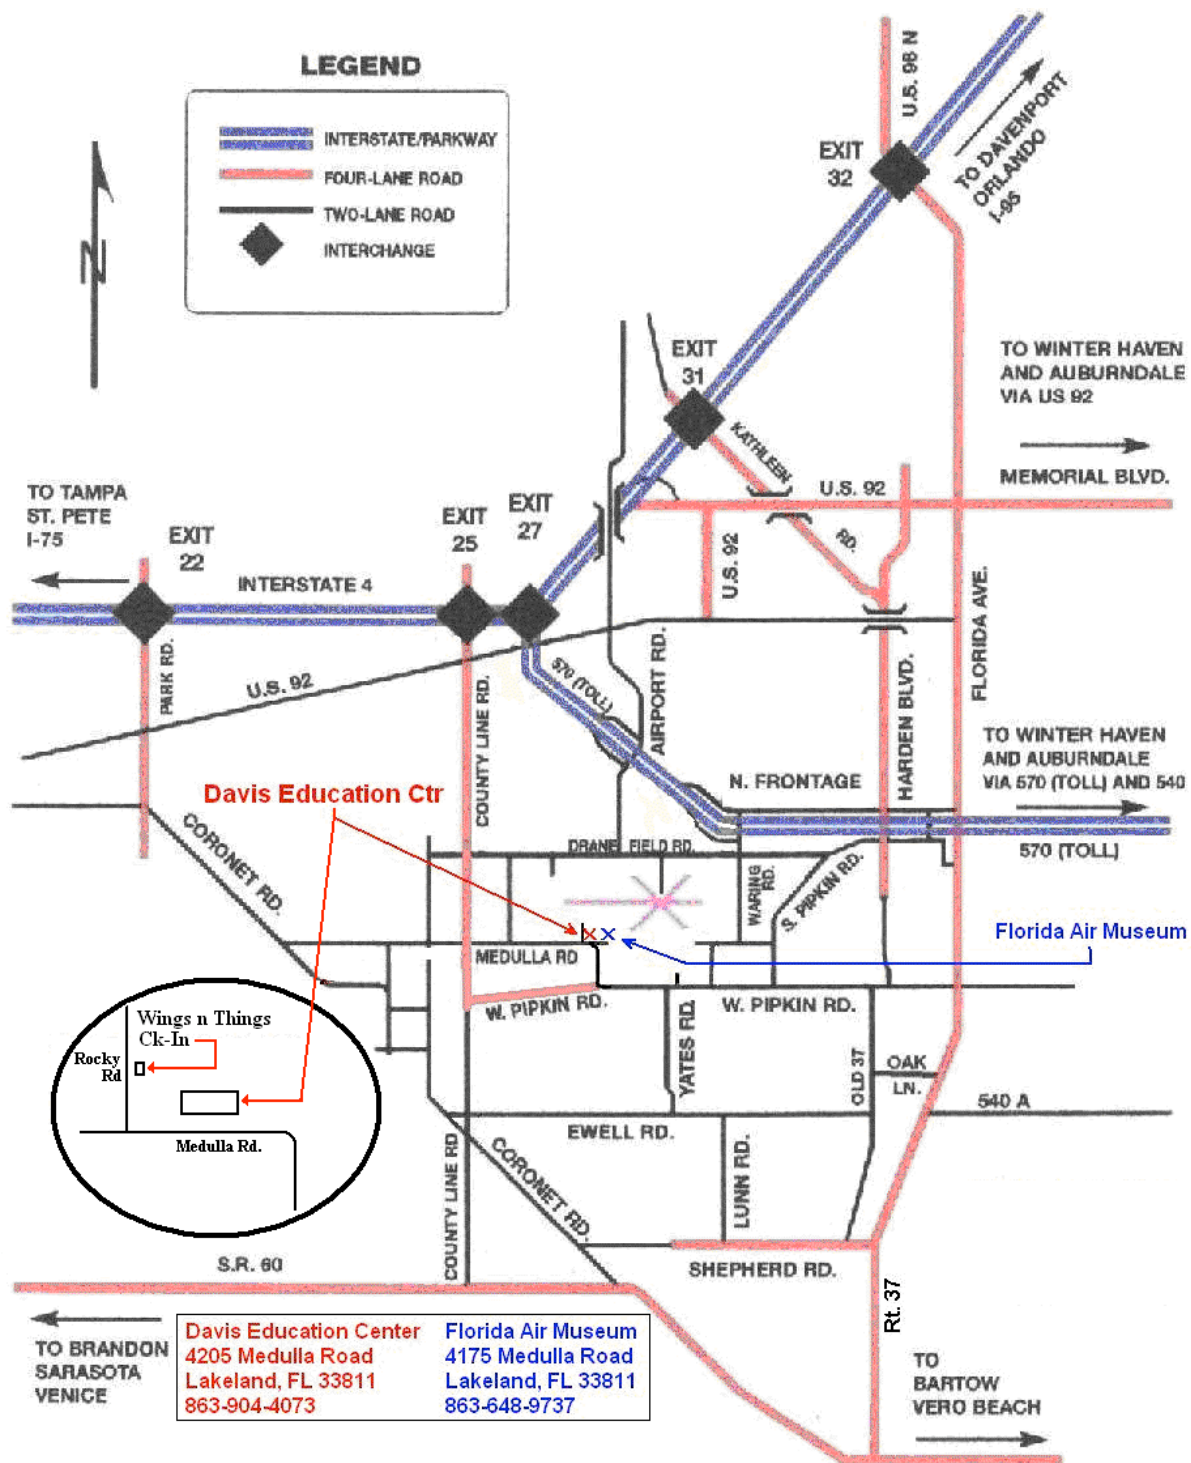 LEGEND
INTERSTATE/PARKWAY
FOUR-LANE ROAD
TWO-LANE ROAD
INTERCHANGE
N
U.S. 98 N
EXIT
32
TO DAVENPORT
ORLANDO
I-95
EXIT
31
KATHLEEN
RD.
TO WINTER HAVEN
AND AUBURNDALE
VIA US 92
MEMORIAL BLVD.
U.S. 92
U.S. 92
TO TAMPA
ST. PETE
I-75
EXIT
22
EXIT
25
EXIT
27
INTERSTATE 4
PARK RD.
U.S. 92
COUNTY LINE RD.
570 (TOLL)
AIRPORT RD.
HARDEN BLVD.
FLORIDA AVE.
TO WINTER HAVEN
AND AUBURNDALE
VIA 570 (TOLL) AND 540
570 (TOLL)
N. FRONTAGE
Davis Education Ctr
CORONET RD.
DRANE FIELD RD.
WARING
RD.
S. PIPKIN RD.
Florida Air Museum
MEDULLA RD
W. PIPKIN RD.
W. PIPKIN RD.
YATES RD.
OLD 37
OAK
LN.
540 A
Wings n Things
Ck-In
Rocky
Rd
Medulla Rd.
EWELL RD.
COUNTY LINE RD
CORONET RD.
LUNN RD.
SHEPHERD RD.
Rt. 37
S.R. 60
TO BRANDON
SARASOTA
VENICE
Davis Education Center
4205 Medulla Road
Lakeland, FL 33811
863-904-4073
Florida Air Museum
4175 Medulla Road
Lakeland, FL 33811
863-648-9737
TO
BARTOW
VERO BEACH